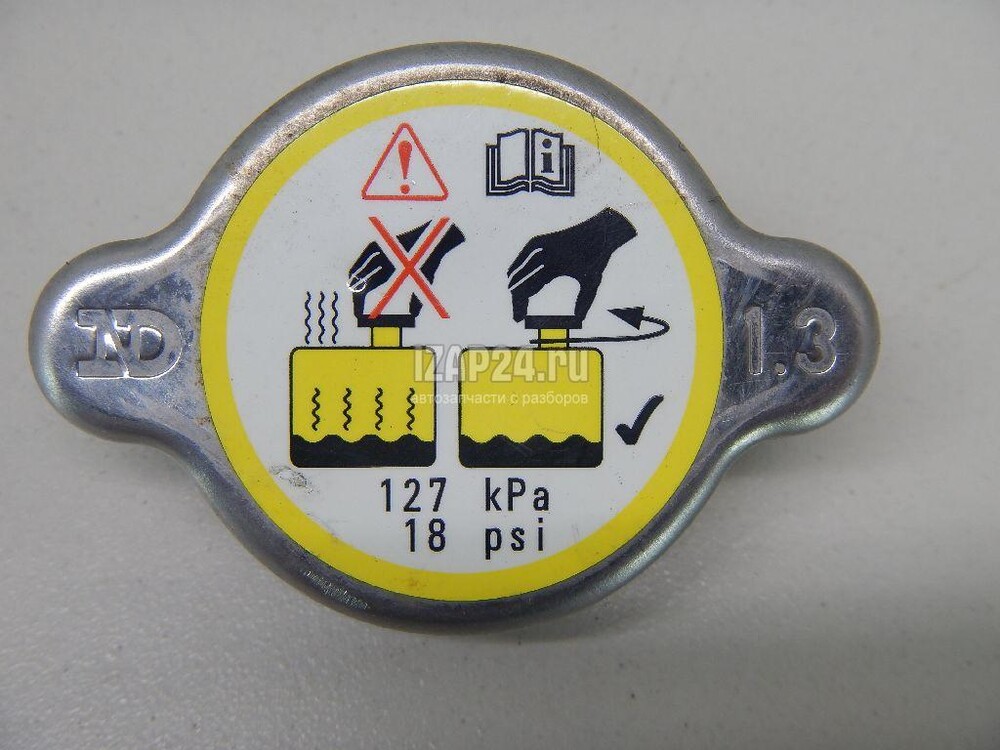 ND
1.3
IZAP24.ru
автозапчасти с разборов
127 kPa
18 psi